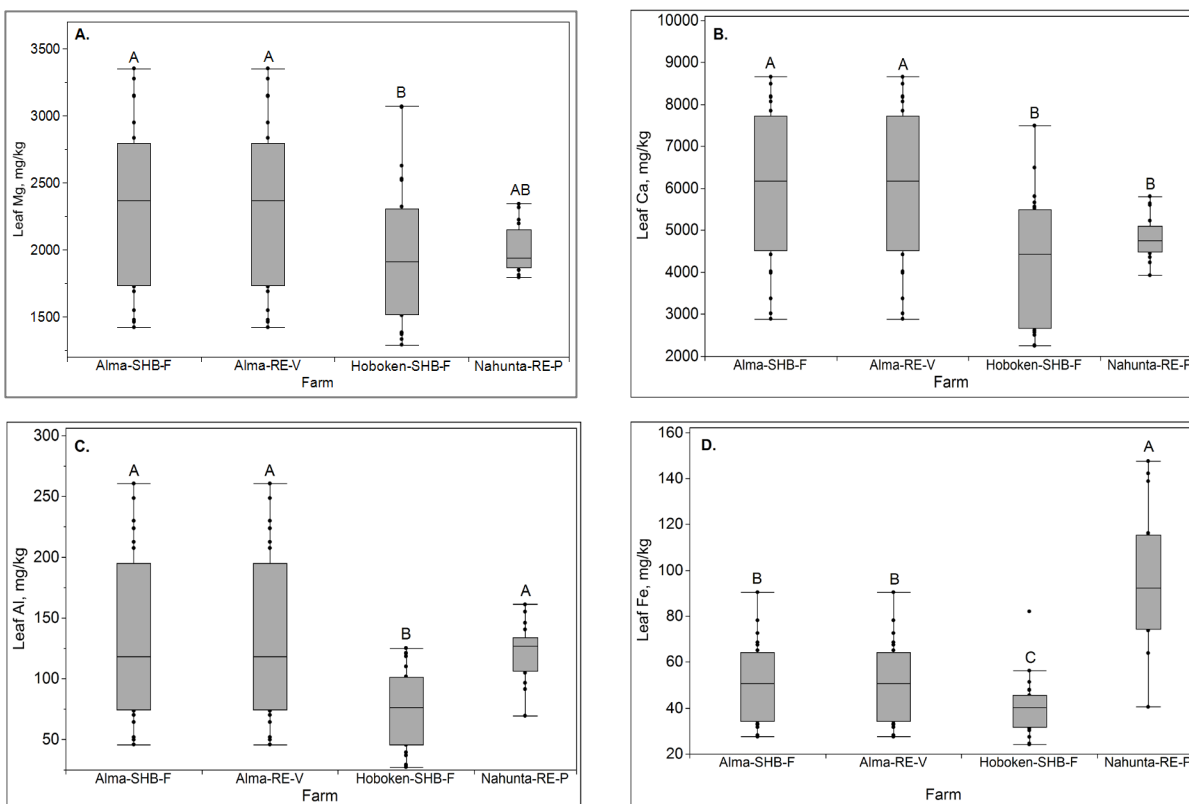 A.
Leaf Mg, mg/kg
3500
3000
2500
2000
1500
A
A
B
AB
Alma-SHB-F
Alma-RE-V
Hoboken-SHB-F
Nahunta-RE-P
Farm
B.
Leaf Ca, mg/kg
10000
9000
8000
7000
6000
5000
4000
3000
2000
A
A
B
B
Alma-SHB-F
Alma-RE-V
Hoboken-SHB-F
Nahunta-RE-P
Farm
C.
Leaf Al, mg/kg
300
250
200
150
100
50
A
A
B
A
Alma-SHB-F
Alma-RE-V
Hoboken-SHB-F
Nahunta-RE-P
Farm
D.
Leaf Fe, mg/kg
160
140
120
100
80
60
40
20
B
B
C
A
Alma-SHB-F
Alma-RE-V
Hoboken-SHB-F
Nahunta-RE-P
Farm